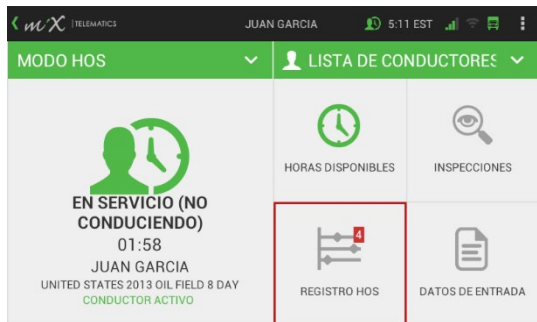 mix TELEMATICS JUAN GARCIA 5:11 EST
MODO HOS
LISTA DE CONDUCTORES
EN SERVICIO (NO
CONDUCIENDO)
01:58
JUAN GARCIA
UNITED STATES 2013 OIL FIELD 8 DAY
CONDUCTOR ACTIVO
HORAS DISPONIBLES
INSPECCIONES
4
REGISTRO HOS
DATOS DE ENTRADA